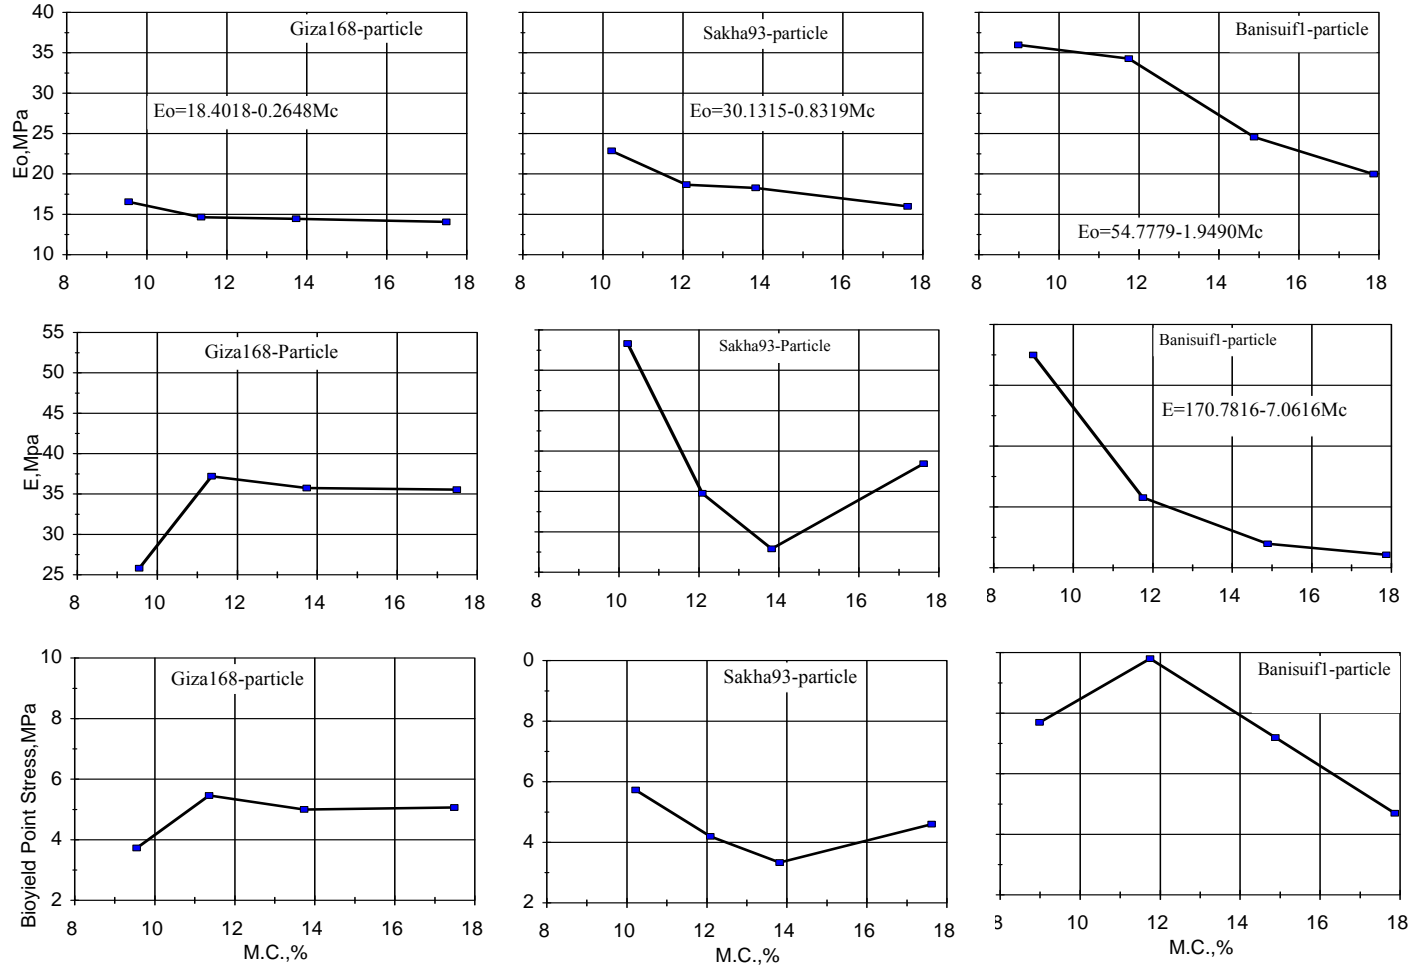 40
35
30
25
20
15
10
Eo,MPa
Giza168-particle
Eo=18.4018-0.2648Mc
8 10 12 14 16 18
Sakha93-particle
Eo=30.1315-0.8319Mc
8 10 12 14 16 18
Banisuif1-particle
Eo=54.7779-1.9490Mc
8 10 12 14 16 18
55
50
45
40
35
30
25
E,Mpa
Giza168-Particle
8 10 12 14 16 18
Sakha93-Particle
8 10 12 14 16 18
Banisuif1-particle
E=170.7816-7.0616Mc
8 10 12 14 16 18
10
8
6
4
2
Bioyield Point Stress,MPa
Giza168-particle
8 10 12 14 16 18
M.C.,%
0
8
6
4
2
Sakha93-particle
8 10 12 14 16 18
M.C.,%
Banisuif1-particle
8 10 12 14 16 18
M.C.,%